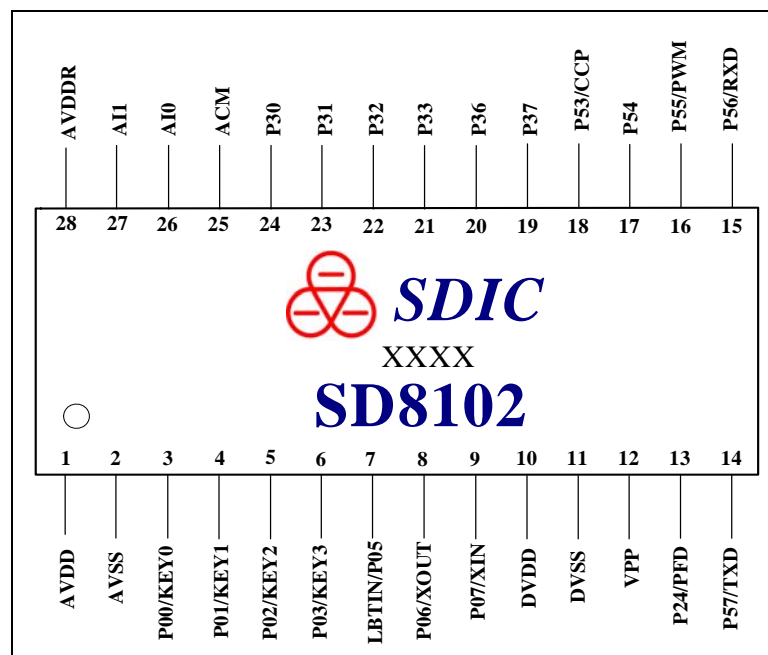 AVDDR AI1 AI0 ACM P30 P31 P32 P33 P36 P37 P53/CCP P54 P55/PWM P56/RXD
28 27 26 25 24 23 22 21 20 19 18 17 16 15
SDIC
XXXX
SD8102
1 2 3 4 5 6 7 8 9 10 11 12 13 14
AVDD AVSS P00/KEY0 P01/KEY1 P02/KEY2 P03/KEY3 LBTIN/P05 P06/XOUT P07/XIN DVDD DVSS VPP P24/PFD P57/TXD